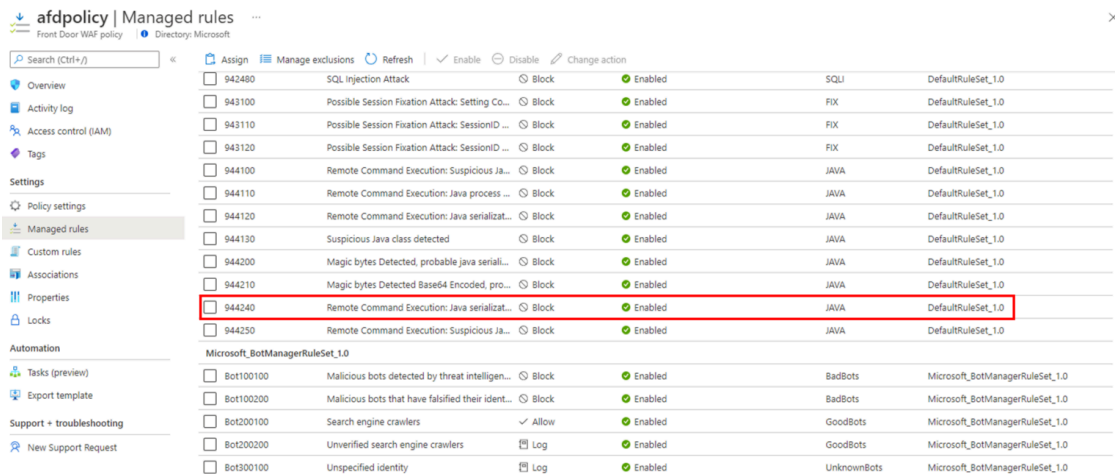 afdpolicy | Managed rules ...
Front Door WAF policy Directory: Microsoft
Search (Ctrl+/) «
Overview
Activity log
Access control (IAM)
Tags
Settings
Policy settings
Managed rules
Custom rules
Associations
Properties
Locks
Automation
Tasks (preview)
Export template
Support + troubleshooting
New Support Request
Assign Manage exclusions Refresh Enable Disable Change action
942480 SQL Injection Attack Block Enabled SQLI DefaultRuleSet_1.0
943100 Possible Session Fixation Attack: Setting Co... Block Enabled FIX DefaultRuleSet_1.0
943110 Possible Session Fixation Attack: SessionID ... Block Enabled FIX DefaultRuleSet_1.0
943120 Possible Session Fixation Attack: SessionID ... Block Enabled FIX DefaultRuleSet_1.0
944100 Remote Command Execution: Suspicious Ja... Block Enabled JAVA DefaultRuleSet_1.0
944110 Remote Command Execution: Java process ... Block Enabled JAVA DefaultRuleSet_1.0
944120 Remote Command Execution: Java serializat... Block Enabled JAVA DefaultRuleSet_1.0
944130 Suspicious Java class detected Block Enabled JAVA DefaultRuleSet_1.0
944200 Magic bytes Detected, probable java seriali... Block Enabled JAVA DefaultRuleSet_1.0
944210 Magic bytes Detected Base64 Encoded, pro... Block Enabled JAVA DefaultRuleSet_1.0
944240 Remote Command Execution: Java serializat... Block Enabled JAVA DefaultRuleSet_1.0
944250 Remote Command Execution: Suspicious Ja... Block Enabled JAVA DefaultRuleSet_1.0
Microsoft_BotManagerRuleSet_1.0
Bot100100 Malicious bots detected by threat intelligen... Block Enabled BadBots Microsoft_BotManagerRuleSet_1.0
Bot100200 Malicious bots that have falsified their ident... Block Enabled BadBots Microsoft_BotManagerRuleSet_1.0
Bot200100 Search engine crawlers Allow Enabled GoodBots Microsoft_BotManagerRuleSet_1.0
Bot200200 Unverified search engine crawlers Log Enabled GoodBots Microsoft_BotManagerRuleSet_1.0
Bot300100 Unspecified identity Log Enabled UnknownBots Microsoft_BotManagerRuleSet_1.0